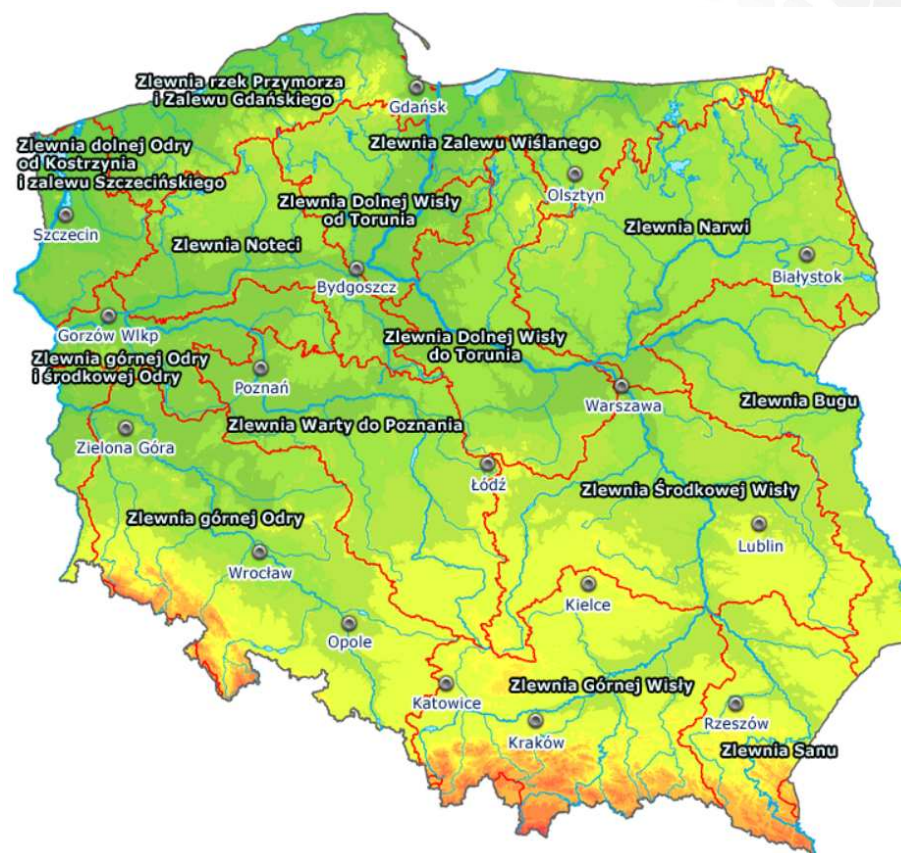 Zlewnia rzek Przymorza
i Zalewu Gdańskiego
Gdańsk
Zlewnia dolnej Odry
od Kostrzynia
i zalewu Szczecińskiego
Zlewnia Zalewu Wiślanego
Olsztyn
Szczecin
Zlewnia Dolnej Wisły
od Torunia
Zlewnia Noteci
Zlewnia Narwi
Bydgoszcz
Białystok
Gorzów Wlkp
Zlewnia Dolnej Wisły
do Torunia
Zlewnia górnej Odry
i środkowej Odry
Poznań
Warszawa
Zlewnia Bugu
Zielona Góra
Zlewnia Warty do Poznania
Łódź
Zlewnia Środkowej Wisły
Zlewnia górnej Odry
Lublin
Wrocław
Kielce
Opole
Katowice
Zlewnia Górnej Wisły
Kraków
Rzeszów
Zlewnia Sanu